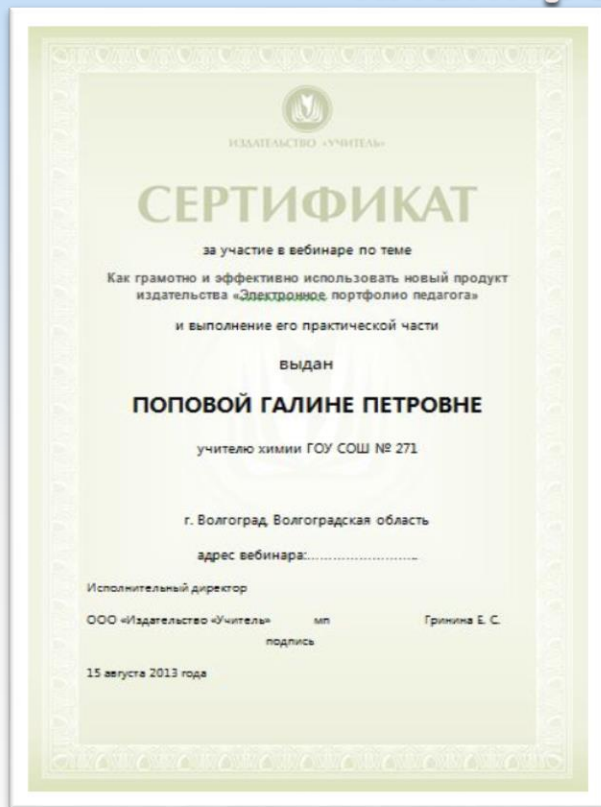 ИЗДАТЕЛЬСТВО «УЧИТЕЛЬ»
СЕРТИФИКАТ
за участие в вебинаре по теме
Как грамотно и эффективно использовать новый продукт
издательства «Электронное портфолио педагога»
и выполнение его практической части
выдан
ПОПОВОЙ ГАЛИНЕ ПЕТРОВНЕ
учителю химии ГОУ СОШ № 271
г. Волгоград, Волгоградская область
адрес вебинара:……………………..
Исполнительный директор
ООО «Издательство «Учитель» мп Гринина Е. С.
подпись
15 августа 2013 года